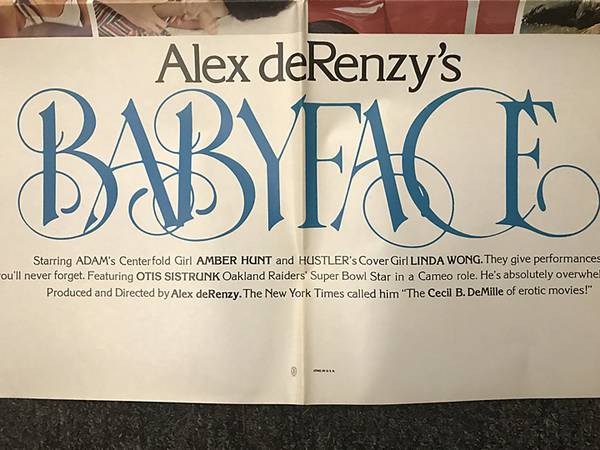 Alex deRenzy's
BABYFACE
Starring ADAM's Centerfold Girl AMBER HUNT and HUSTLER's Cover Girl LINDA WONG. They give performances
you'll never forget. Featuring OTIS SISTRUNK Oakland Raiders' Super Bowl Star in a Cameo role. He's absolutely
Produced and Directed by Alex deRenzy. The New York Times called him "The Cecil B. DeMille of erotic movies!"